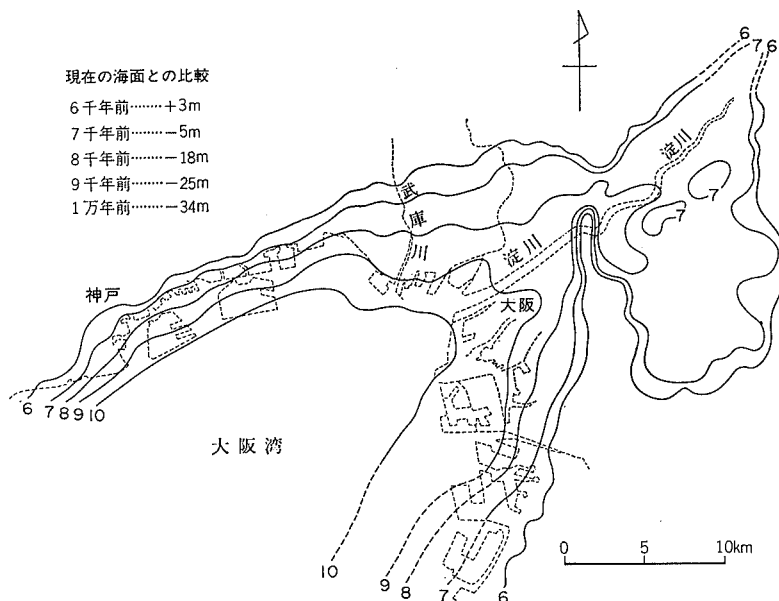 現在の海面との比較
6千年前……+3m
7千年前……-5m
8千年前……-18m
9千年前……-25m
1万年前……-34m
6
7 6
淀川
武庫川
7
7
淀川
神戸
大阪
6 7 8 9 10
大阪湾
10
9
8
7
6
0 5 10km